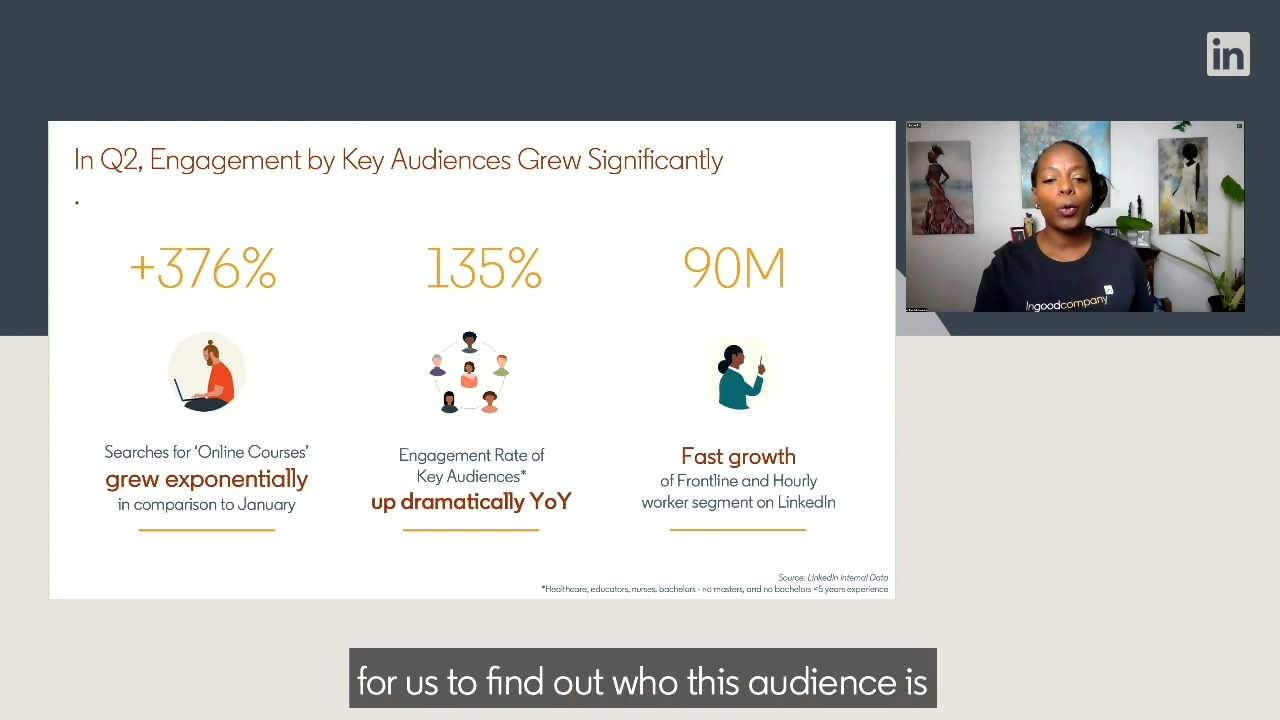 in
In Q2, Engagement by Key Audiences Grew Significantly
.
+376%
135%
90M
Searches for ‘Online Courses’
grew exponentially
in comparison to January
Engagement Rate of
Key Audiences*
up dramatically YoY
Fast growth
of Frontline and Hourly
worker segment on LinkedIn
Source: LinkedIn Internal Data
*Healthcare, educators, nurses, bachelors - no masters, and no bachelors <5 years experience
in
Ingoodcompany
for us to find out who this audience is